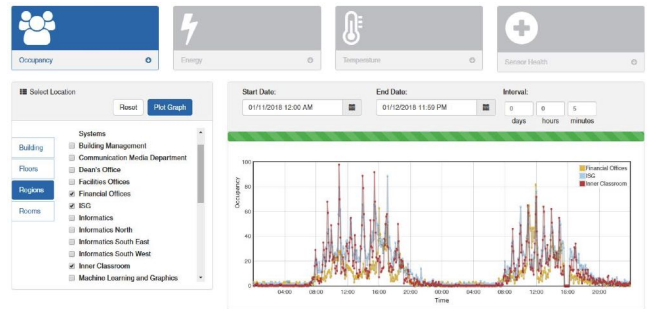 Occupancy
Energy
Temperature
Sensor Health
Select Location
Reset
Plot Graph
Building
Floors
Regions
Rooms
Systems
Building Management
Communication Media Department
Dean's Office
Facilities Offices
Financial Offices
ISG
Informatics
Informatics North
Informatics South East
Informatics South West
Inner Classroom
Machine Learning and Graphics
Start Date:
End Date:
Interval:
01/11/2018 12:00 AM
01/12/2018 11:59 PM
0
0
5
days
hours
minutes
100
80
60
40
20
0
Occupancy
Financial Offices
ISG
Inner Classroom
04:00
08:00
12:00
16:00
20:00
00:00
04:00
08:00
12:00
16:00
20:00
Time